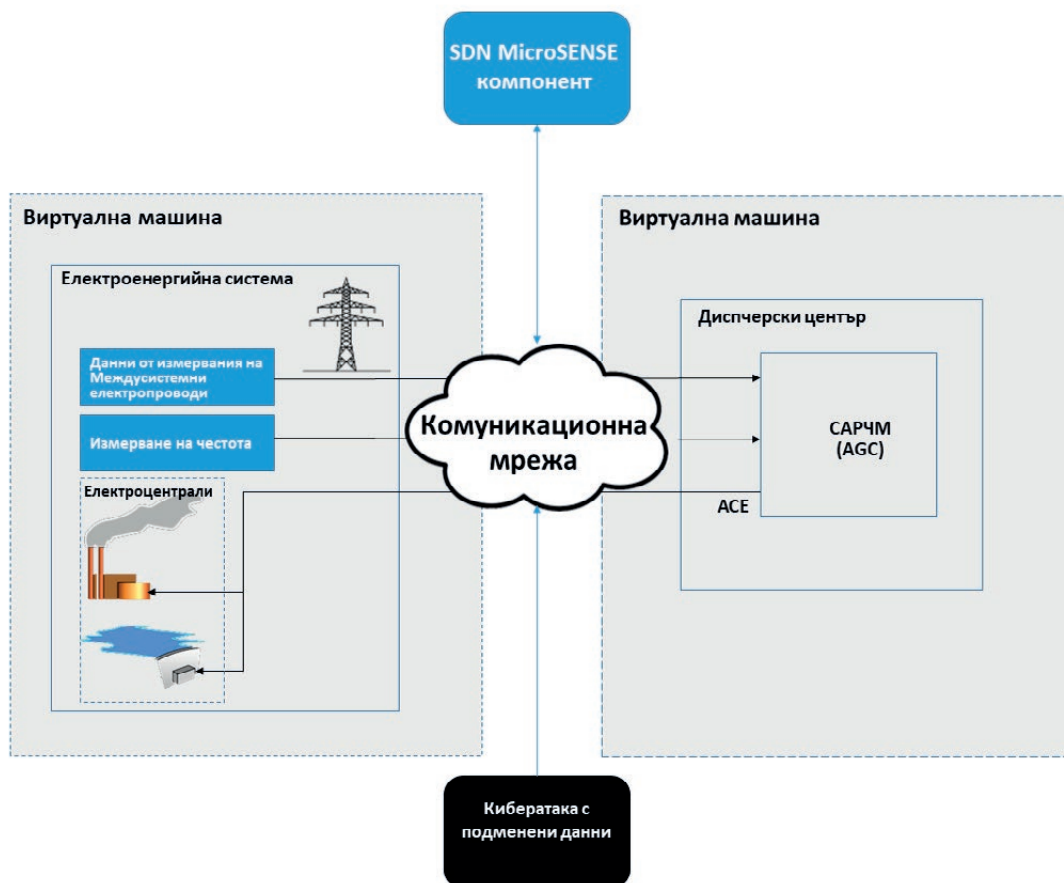 SDN MicroSENSE
компонент
Виртуална машина
Електроенергийна система
Данни от измервания на
Междусистемни
електропроводи
Измерване на честота
Електроцентрали
Комуникационна
мрежа
Виртуална машина
Диспчерски център
САРЧМ
(AGC)
ACE
Кибератака с
подменени данни